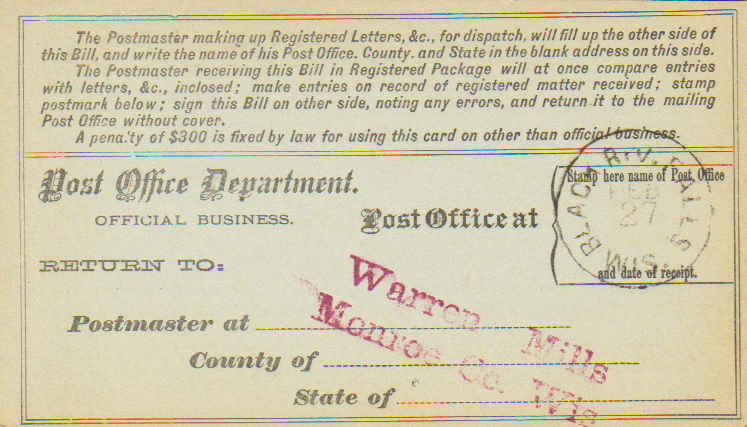 The Postmaster making up Registered Letters, &c., for dispatch, will fill up the other side of
this Bill, and write the name of his Post Office. County. and State in the blank address on this side.
The Postmaster receiving this Bill in Registered Package will at once compare entries
with letters, &c., inclosed; make entries on record of registered matter received; stamp
postmark below; sign this Bill on other side, noting any errors, and return it to the mailing
Post Office without cover.
A penalty of $300 is fixed by law for using this card on other than official business.
Post Office Department.
OFFICIAL BUSINESS.
Post Office at
Stamp here name of Post Office
and date of receipt.
BLACK RIV. FALLS
FEB
27
WIS.
RETURN TO:
Warren Mills
Monroe Co. Wis
Postmaster at
County of
State of